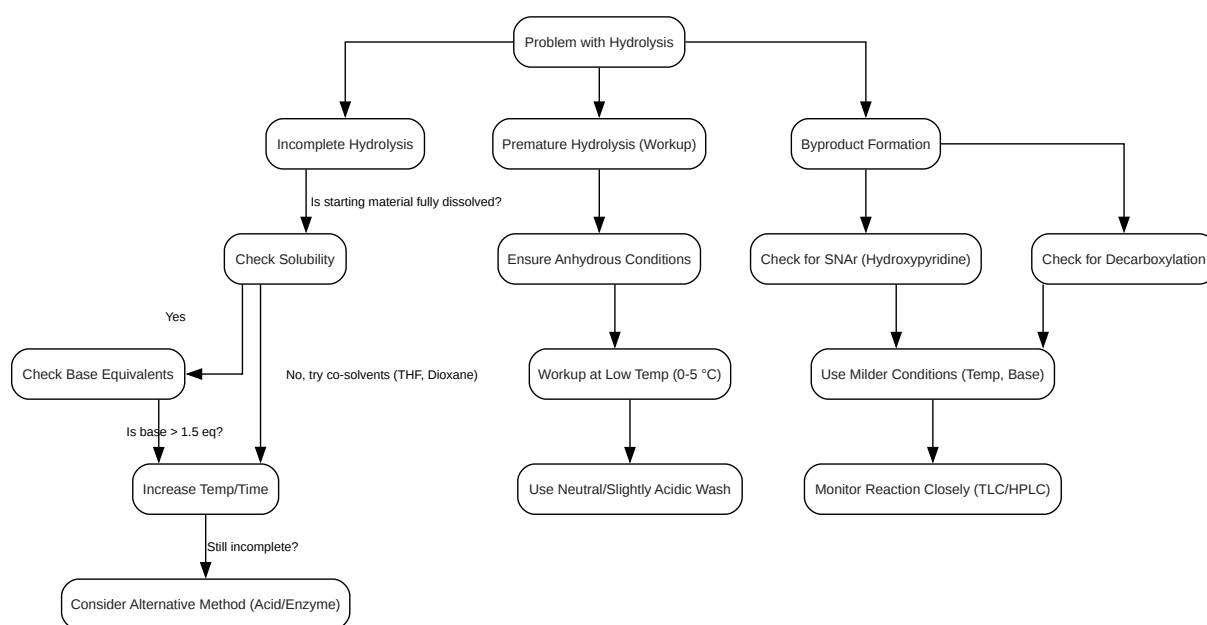 Problem with Hydrolysis
Incomplete Hydrolysis
Premature Hydrolysis (Workup)
Byproduct Formation
Is starting material fully dissolved?
Check Solubility
Ensure Anhydrous Conditions
Check for SNAr (Hydroxypyridine)
Check for Decarboxylation
Yes
No, try co-solvents (THF, Dioxane)
Check Base Equivalents
Workup at Low Temp (0-5 °C)
Use Milder Conditions (Temp, Base)
Is base > 1.5 eq?
Increase Temp/Time
Use Neutral/Slightly Acidic Wash
Monitor Reaction Closely (TLC/HPLC)
Still incomplete?
Consider Alternative Method (Acid/Enzyme)